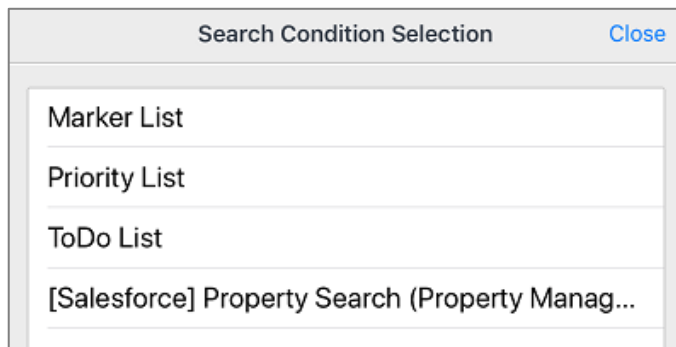 Search Condition Selection Close
Marker List
Priority List
ToDo List
[Salesforce] Property Search (Property Manag...